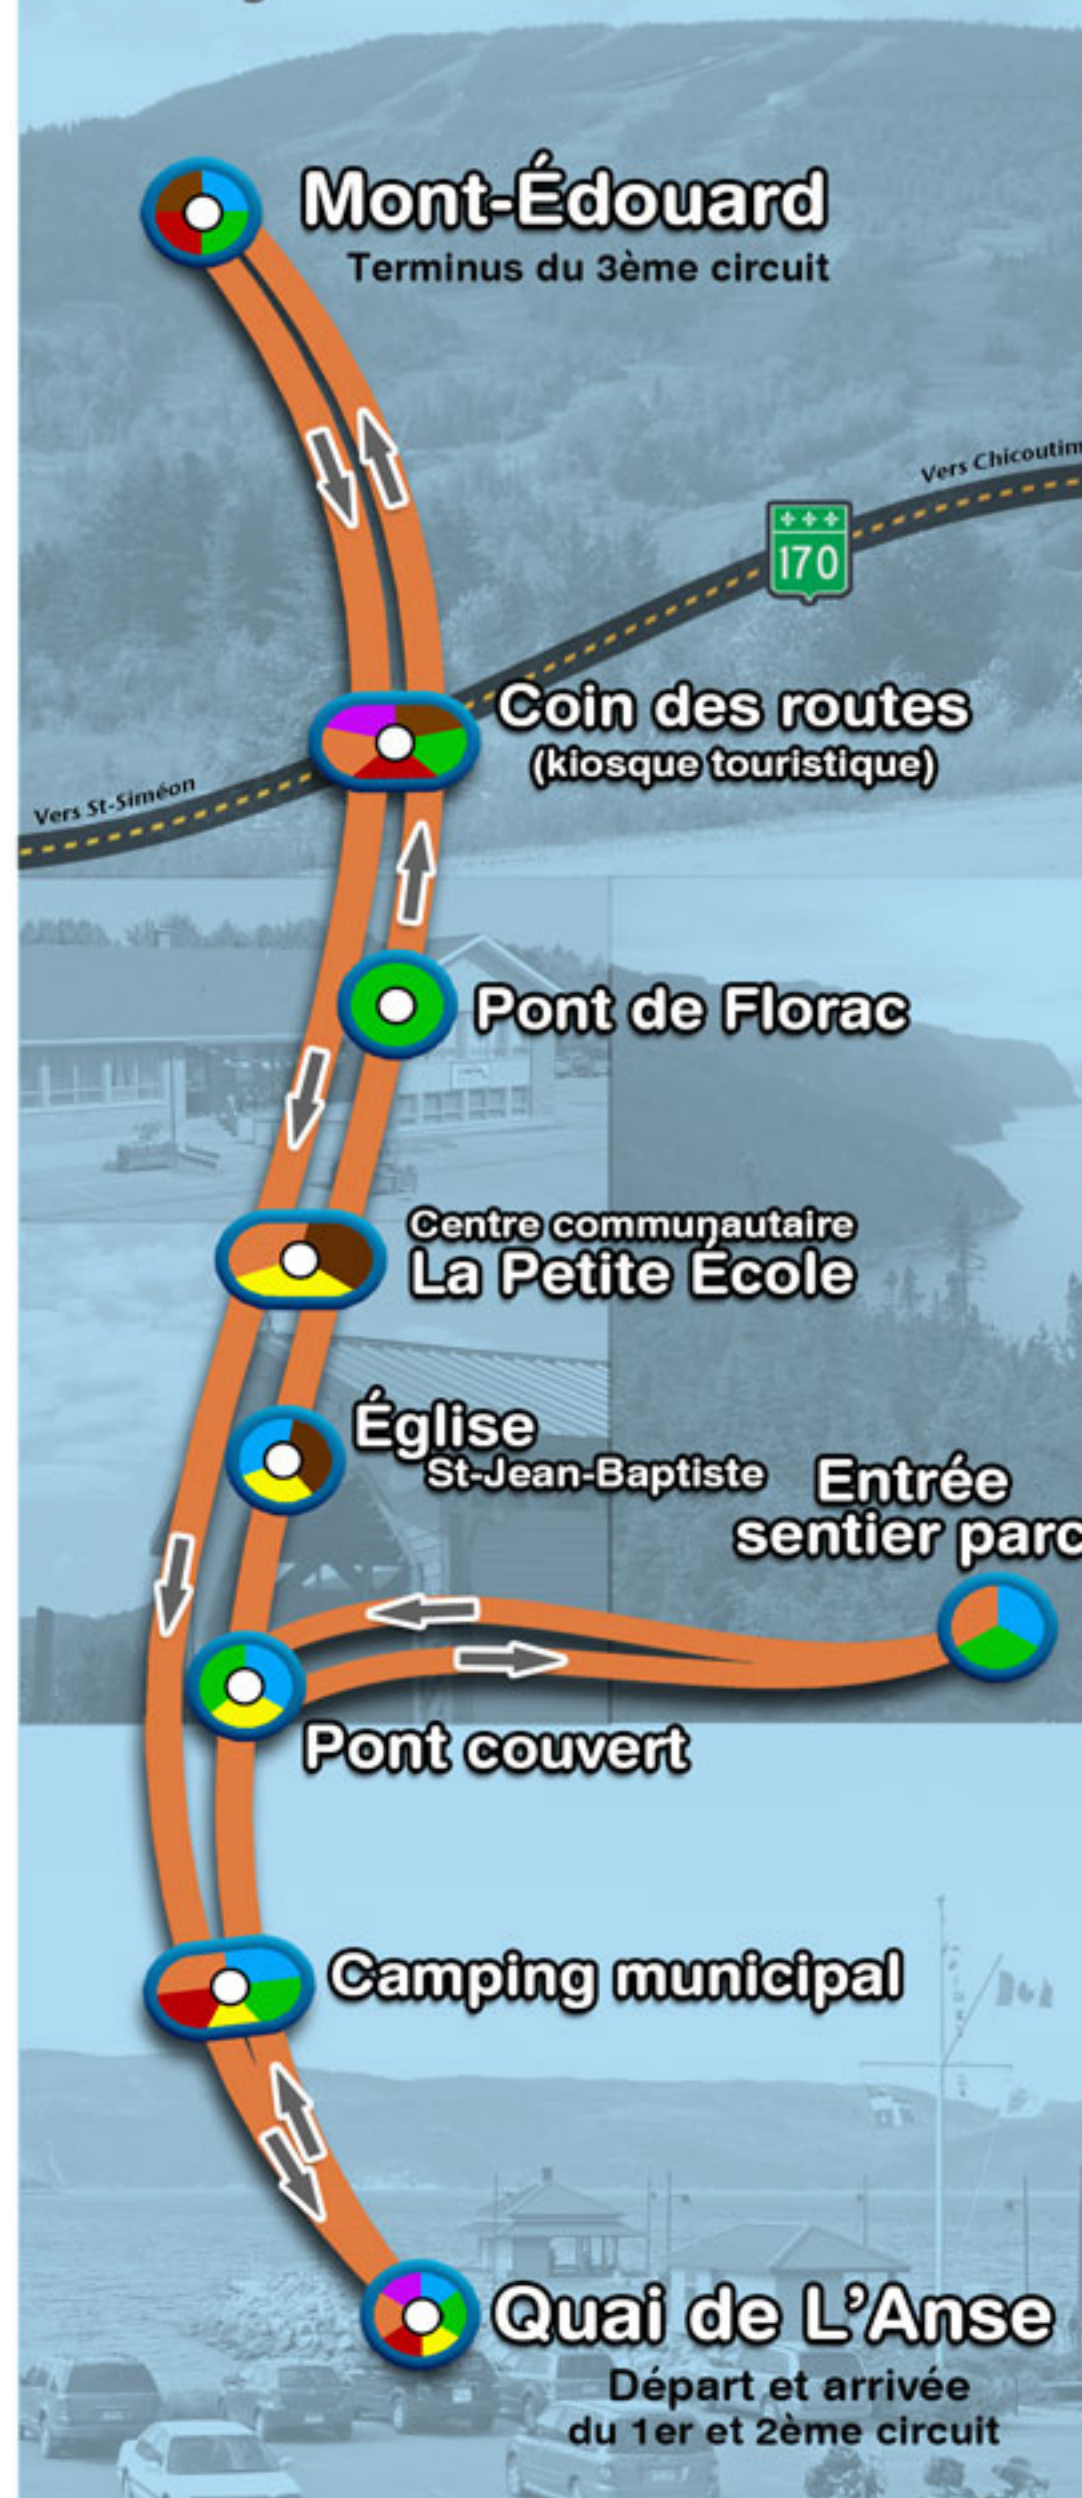 Mont-Édouard
Terminus du 3ème circuit
Vers Chicoutim
170
Coin des routes
(kiosque touristique)
Vers St-Siméon
Pont de Florac
Centre communautaire
La Petite École
Église
St-Jean-Baptiste
Entrée
sentier parc
Pont couvert
Camping municipal
Quai de L'Anse
Départ et arrivée
du 1er et 2ème circuit